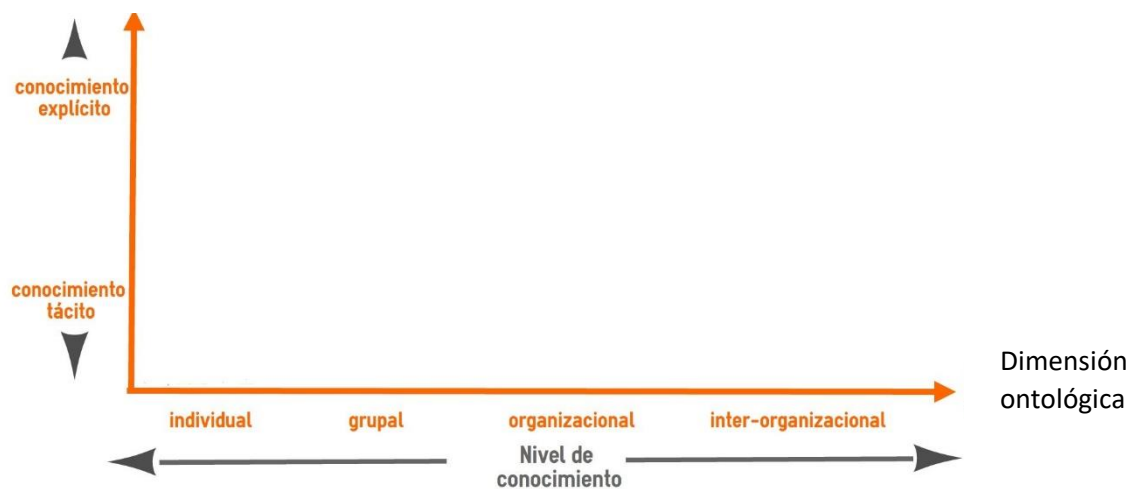 conocimiento
explícito
conocimiento
tácito
Dimensión
ontológica
individual
grupal
organizacional
inter-organizacional
Nivel de
conocimiento